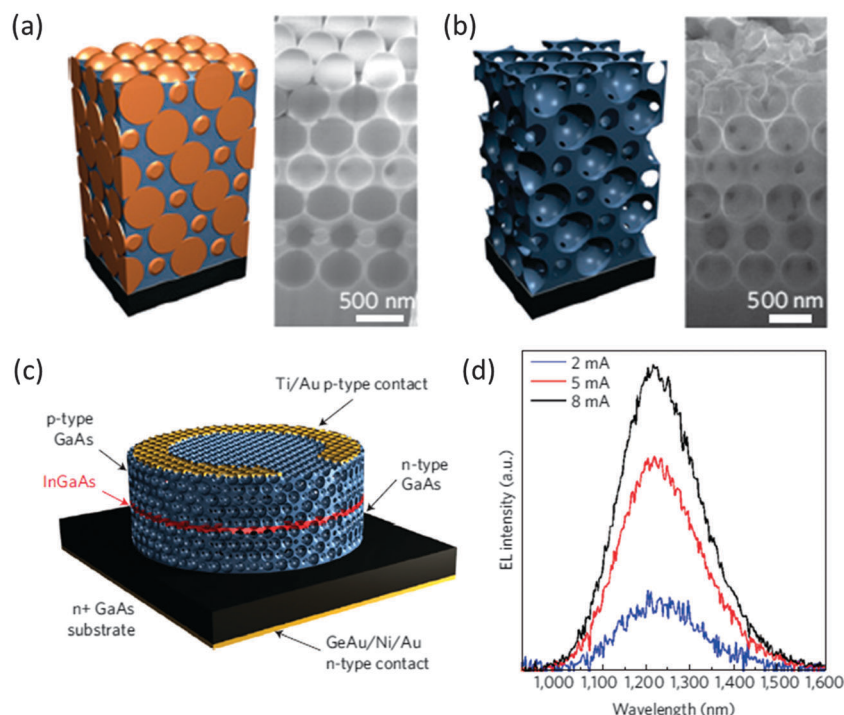 (a)
(b)
500 nm
500 nm
(c)
Ti/Au p-type contact
p-type
GaAs
InGaAs
n-type
GaAs
n+ GaAs
substrate
GeAu/Ni/Au
n-type contact
(d)
2 mA
5 mA
8 mA
EL intensity (a.u.)
1,000 1,100 1,200 1,300 1,400 1,500 1,600
Wavelength (nm)